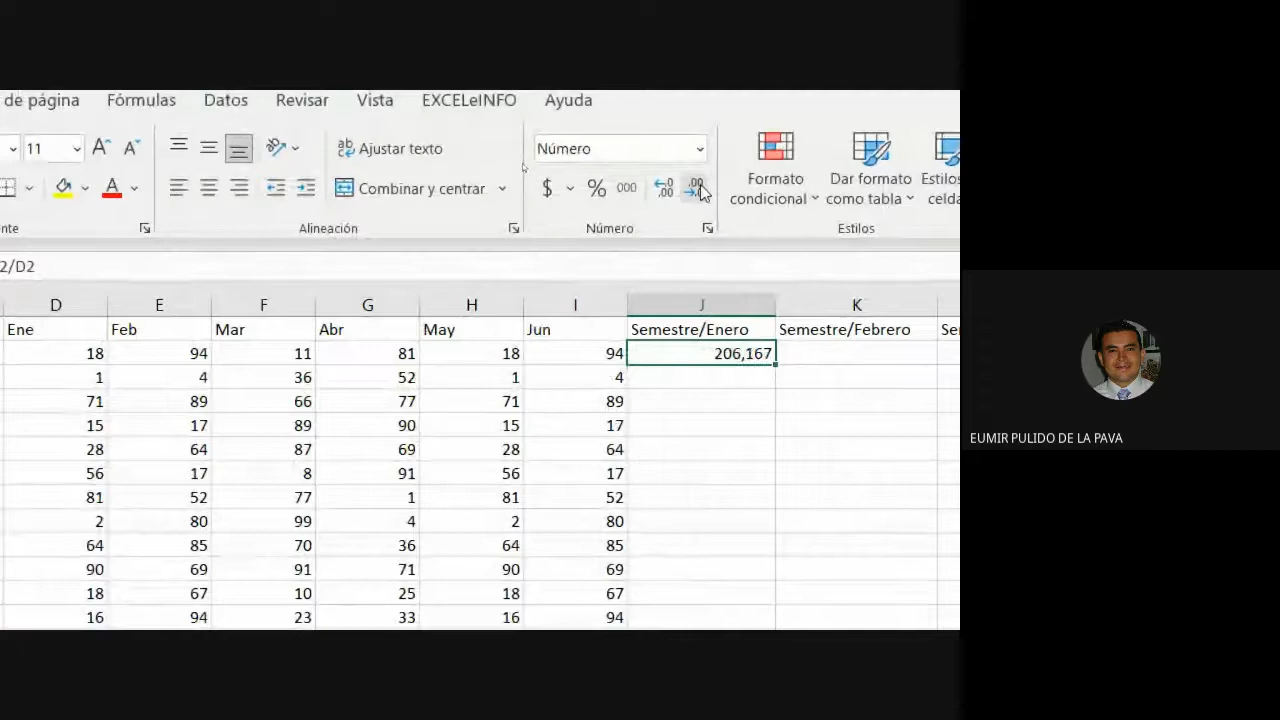 de página Fórmulas Datos Revisar Vista EXCELeINFO Ayuda
11 A A ab Ajustar texto Número
A Combinar y centrar $ % 000 ,00 ,00
Formato condicional
Dar formato como tabla
Estilos celda
nte Alineación Número Estilos
2/D2
D E F G H I J K
Ene Feb Mar Abr May Jun Semestre/Enero Semestre/Febrero Se
18 94 11 81 18 94 206,167
1 4 36 52 1 4
71 89 66 77 71 89
15 17 89 90 15 17
28 64 87 69 28 64
56 17 8 91 56 17
81 52 77 1 81 52
2 80 99 4 2 80
64 85 70 36 64 85
90 69 91 71 90 69
18 67 10 25 18 67
16 94 23 33 16 94
EUMIR PULIDO DE LA PAVA